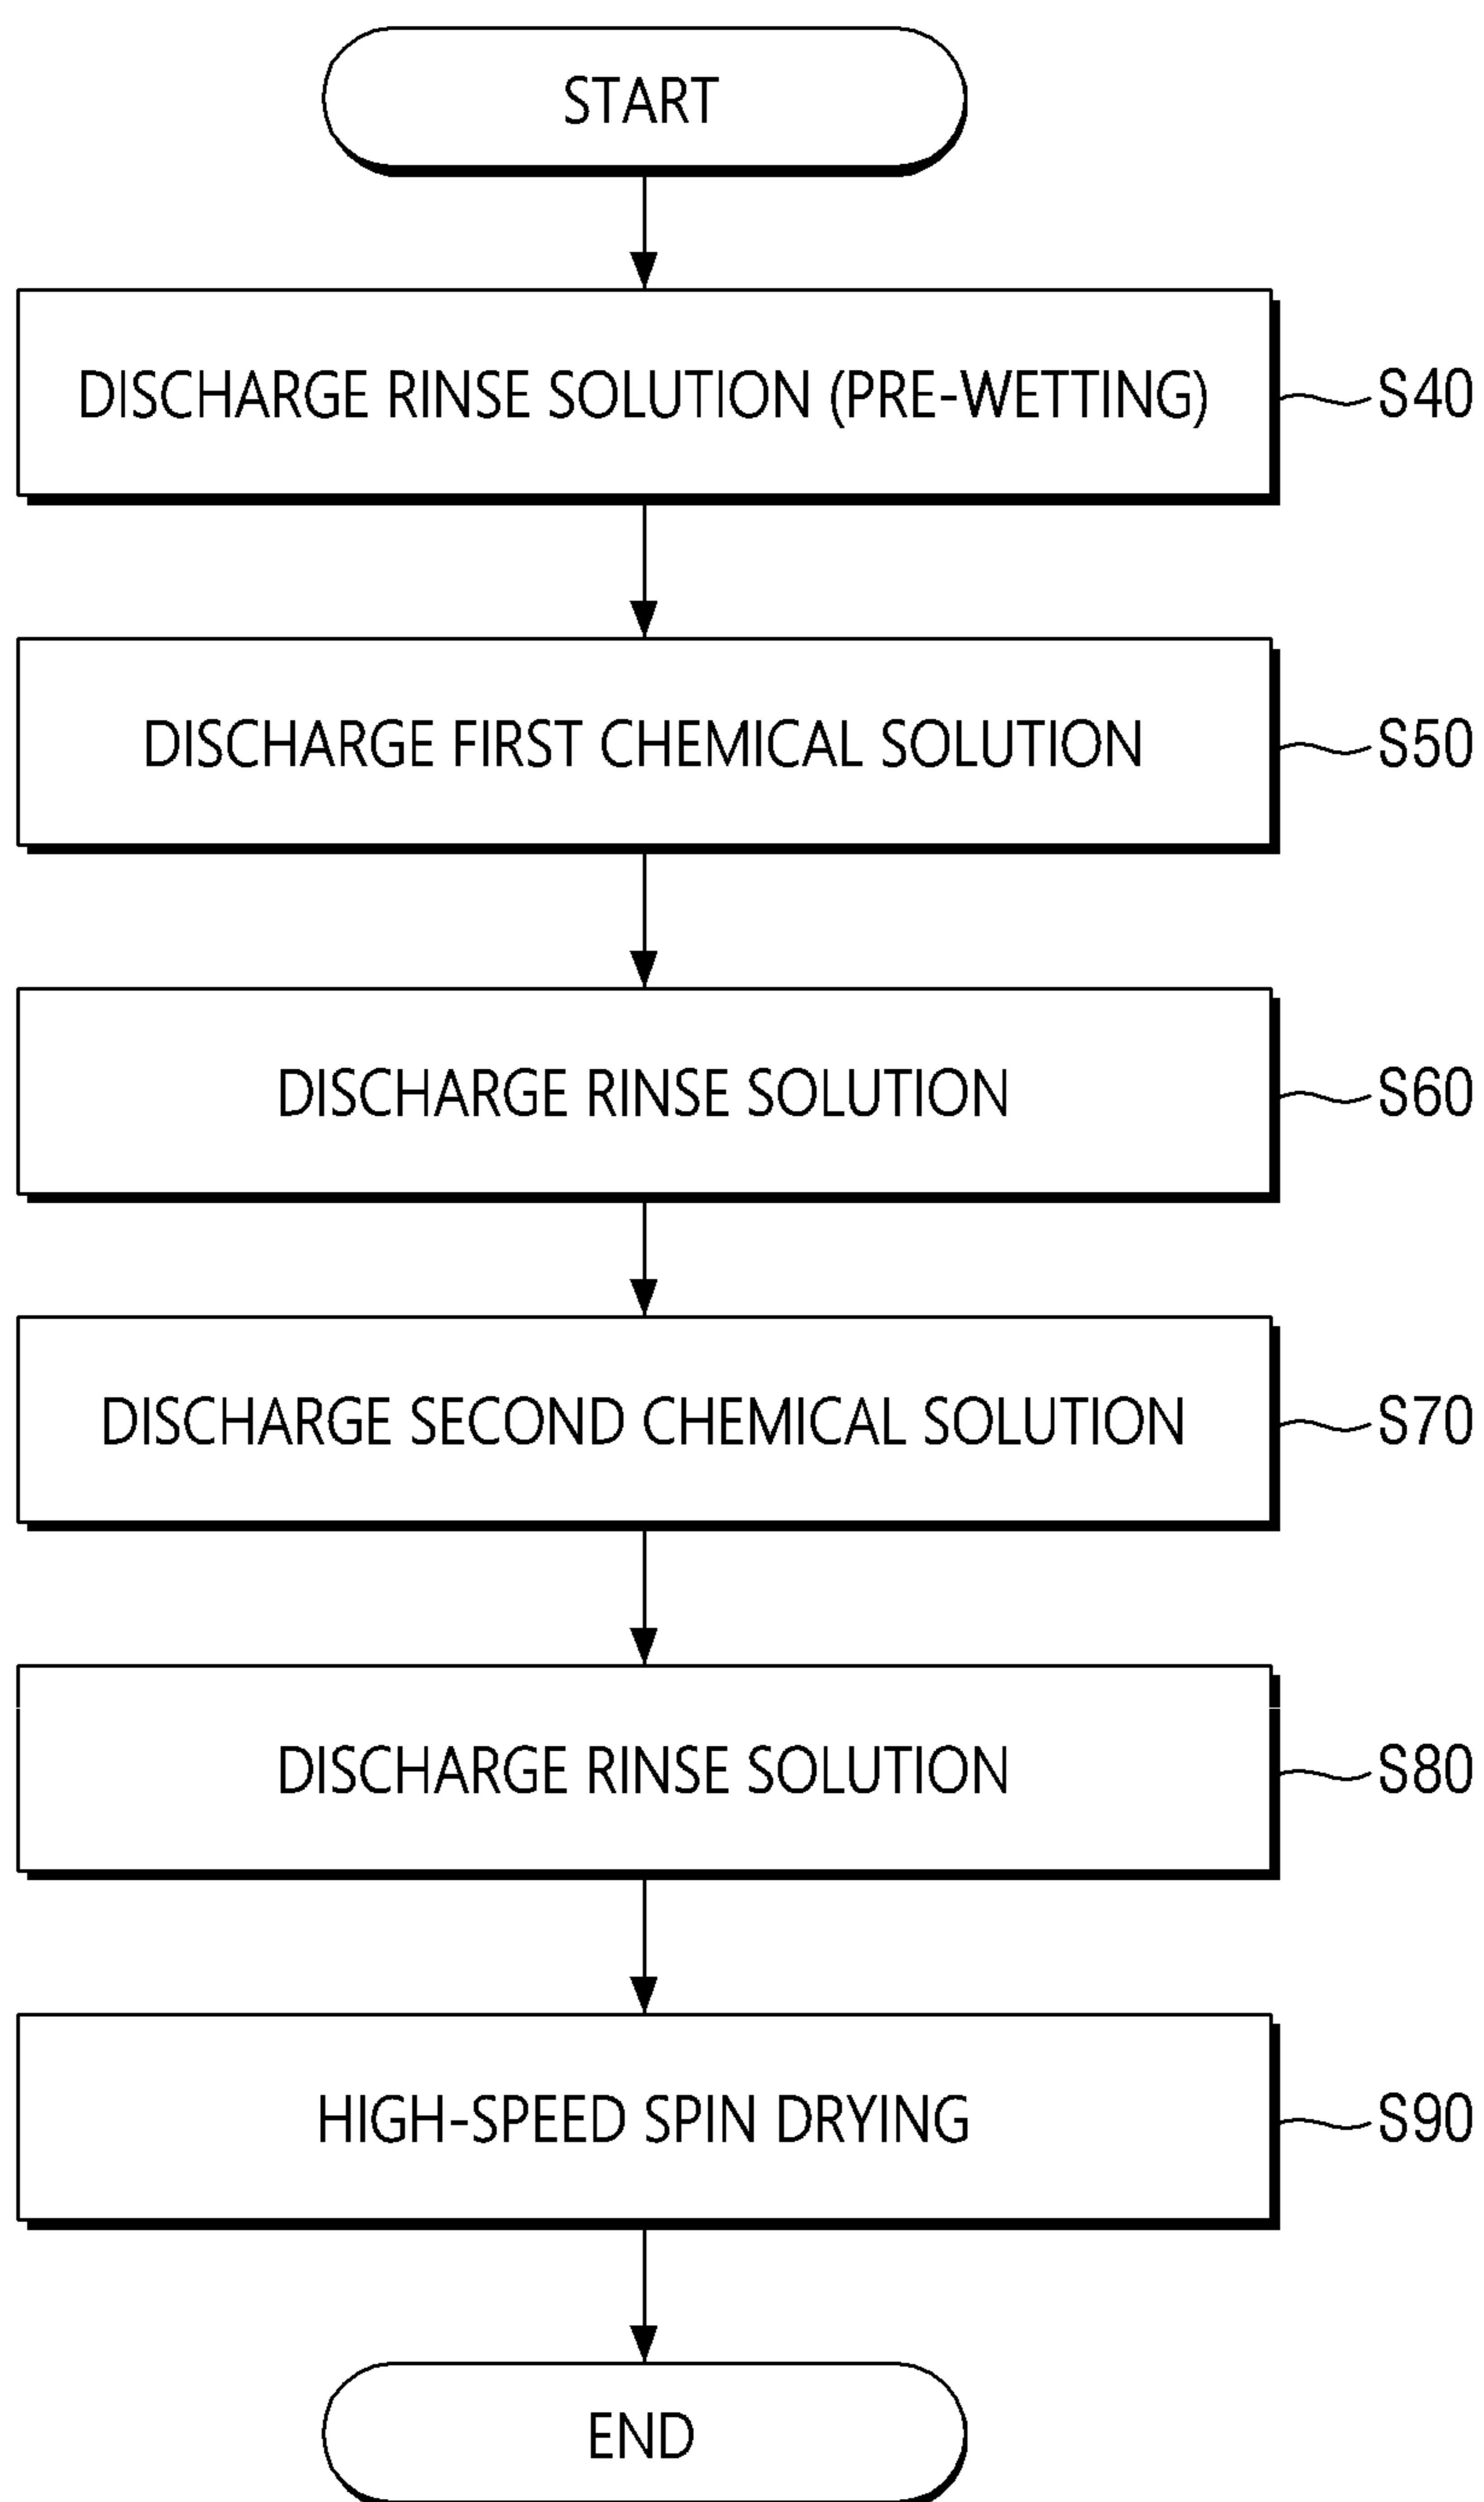 START
DISCHARGE RINSE SOLUTION (PRE-WETTING) S40
DISCHARGE FIRST CHEMICAL SOLUTION S50
DISCHARGE RINSE SOLUTION S60
DISCHARGE SECOND CHEMICAL SOLUTION S70
DISCHARGE RINSE SOLUTION S80
HIGH-SPEED SPIN DRYING S90
END